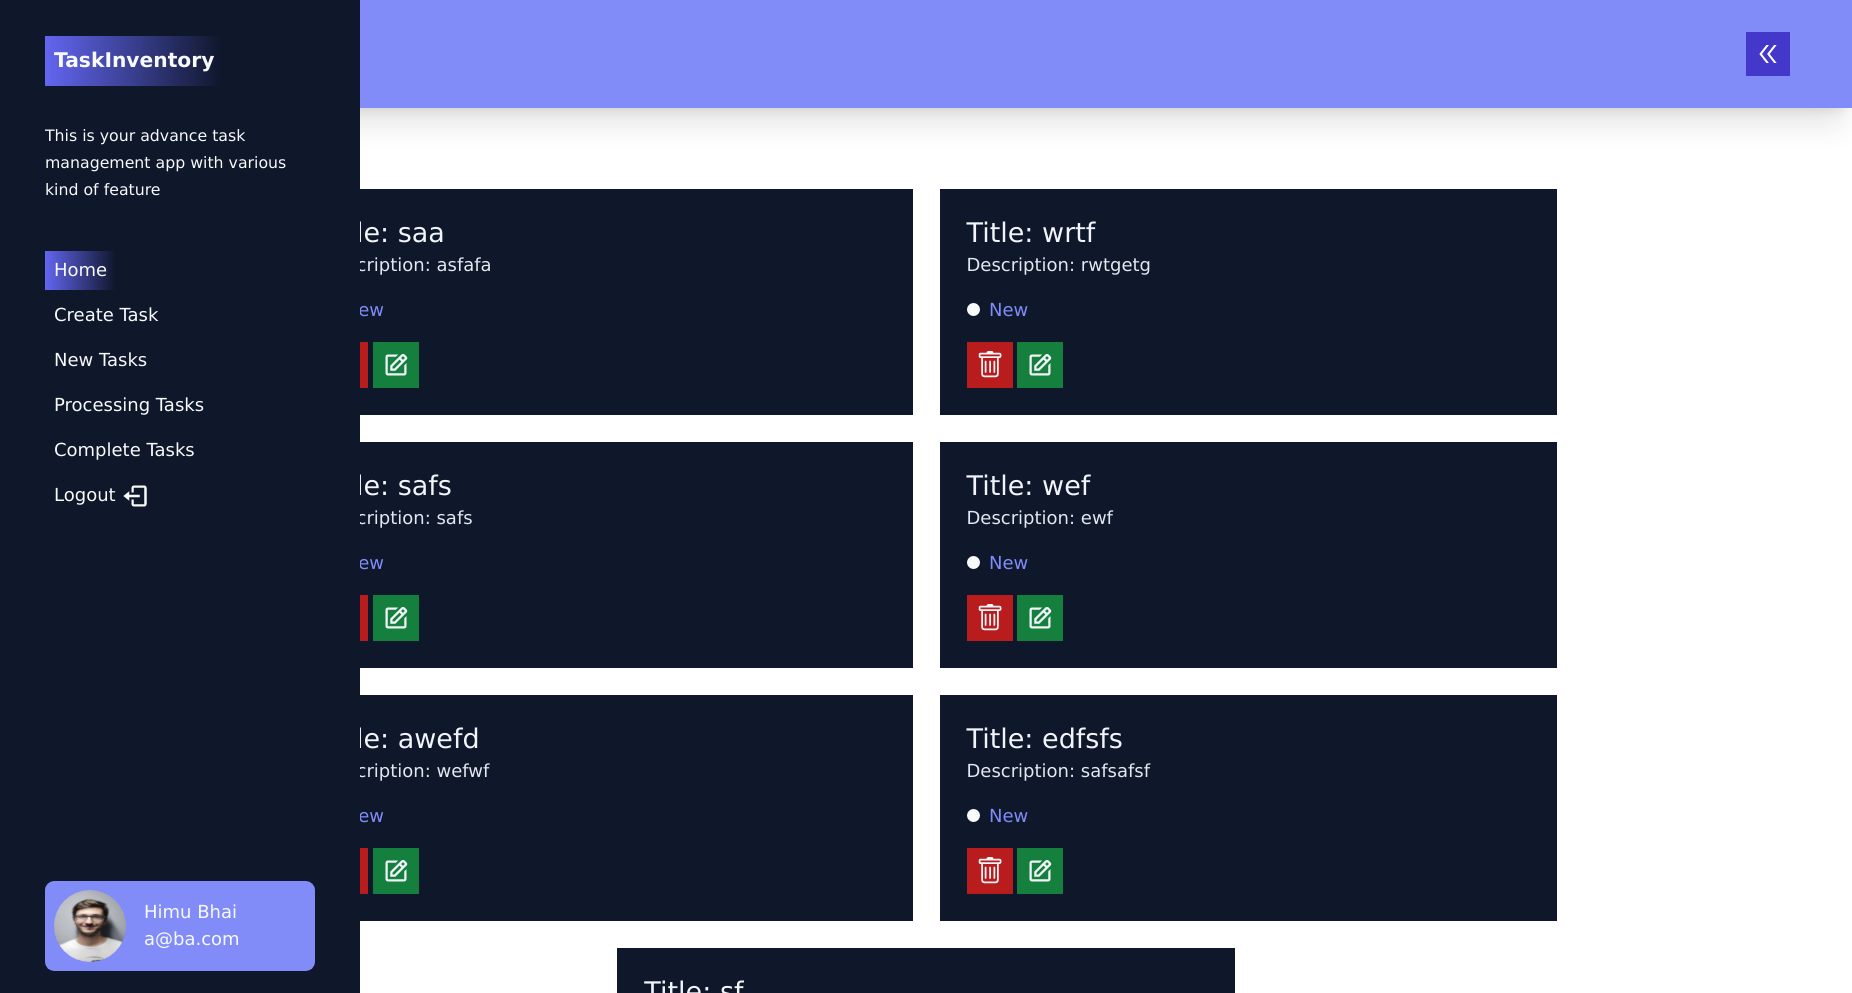 TaskInventory
This is your advance task
management app with various
kind of feature
Home
Create Task
New Tasks
Processing Tasks
Complete Tasks
Logout
Himu Bhai
a@ba.com
le: saa
cription: asfafa
ew
Title: wrtf
Description: rwtgetg
New
le: safs
cription: safs
ew
Title: wef
Description: ewf
New
le: awefd
cription: wefwf
ew
Title: edfsfs
Description: safsafsf
New
Title: sf